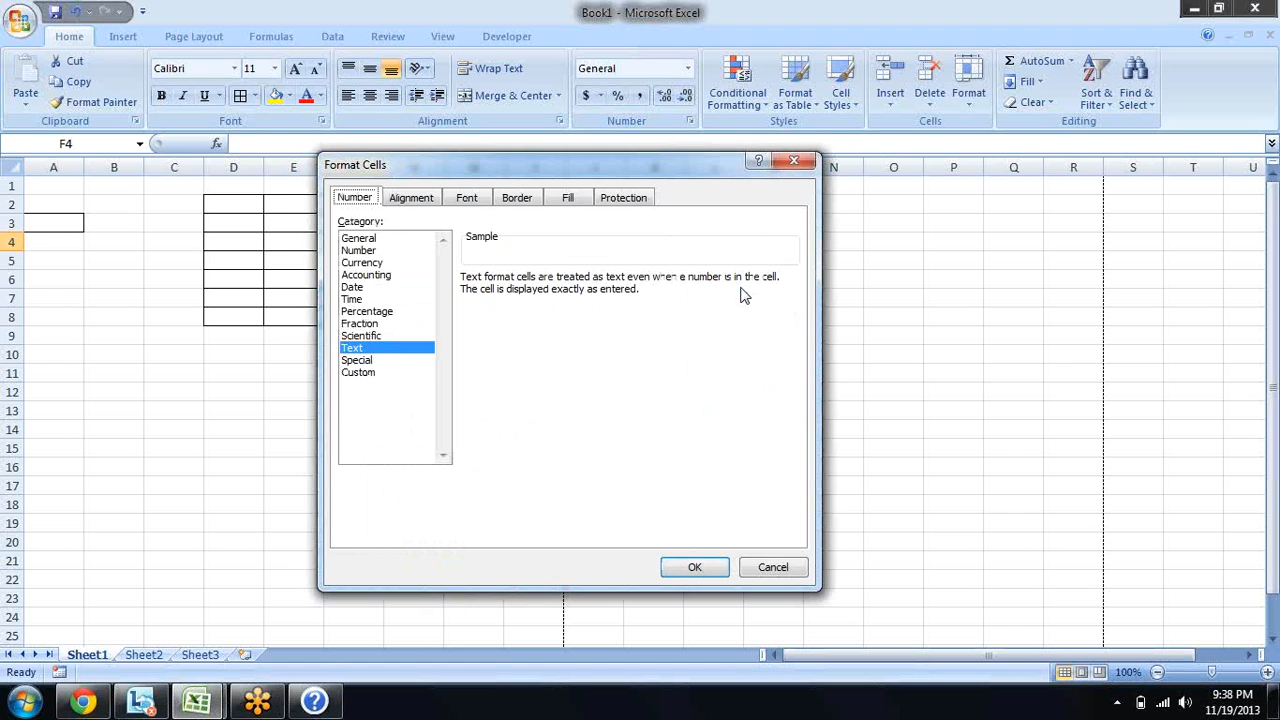 Book1 - Microsoft Excel
Home Insert Page Layout Formulas Data Review View Developer
Cut
Copy
Format Painter
Paste
Clipboard
Calibri 11
B I U
Font
Wrap Text
Merge & Center
Alignment
General
$ % ,
Number
Conditional Formatting
Format as Table
Cell Styles
Styles
Insert Delete Format
Cells
AutoSum
Fill
Clear
Sort & Filter
Find & Select
Editing
F4
fx
A B C D E N O P Q R S T U
1
2
3
4
5
6
7
8
9
10
11
12
13
14
15
16
17
18
19
20
21
22
23
24
25
Format Cells
Number Alignment Font Border Fill Protection
Category:
General
Number
Currency
Accounting
Date
Time
Percentage
Fraction
Scientific
Text
Special
Custom
Sample
Text format cells are treated as text even when a number is in the cell.
The cell is displayed exactly as entered.
OK Cancel
Sheet1 Sheet2 Sheet3
Ready
100%
9:38 PM
11/19/2013